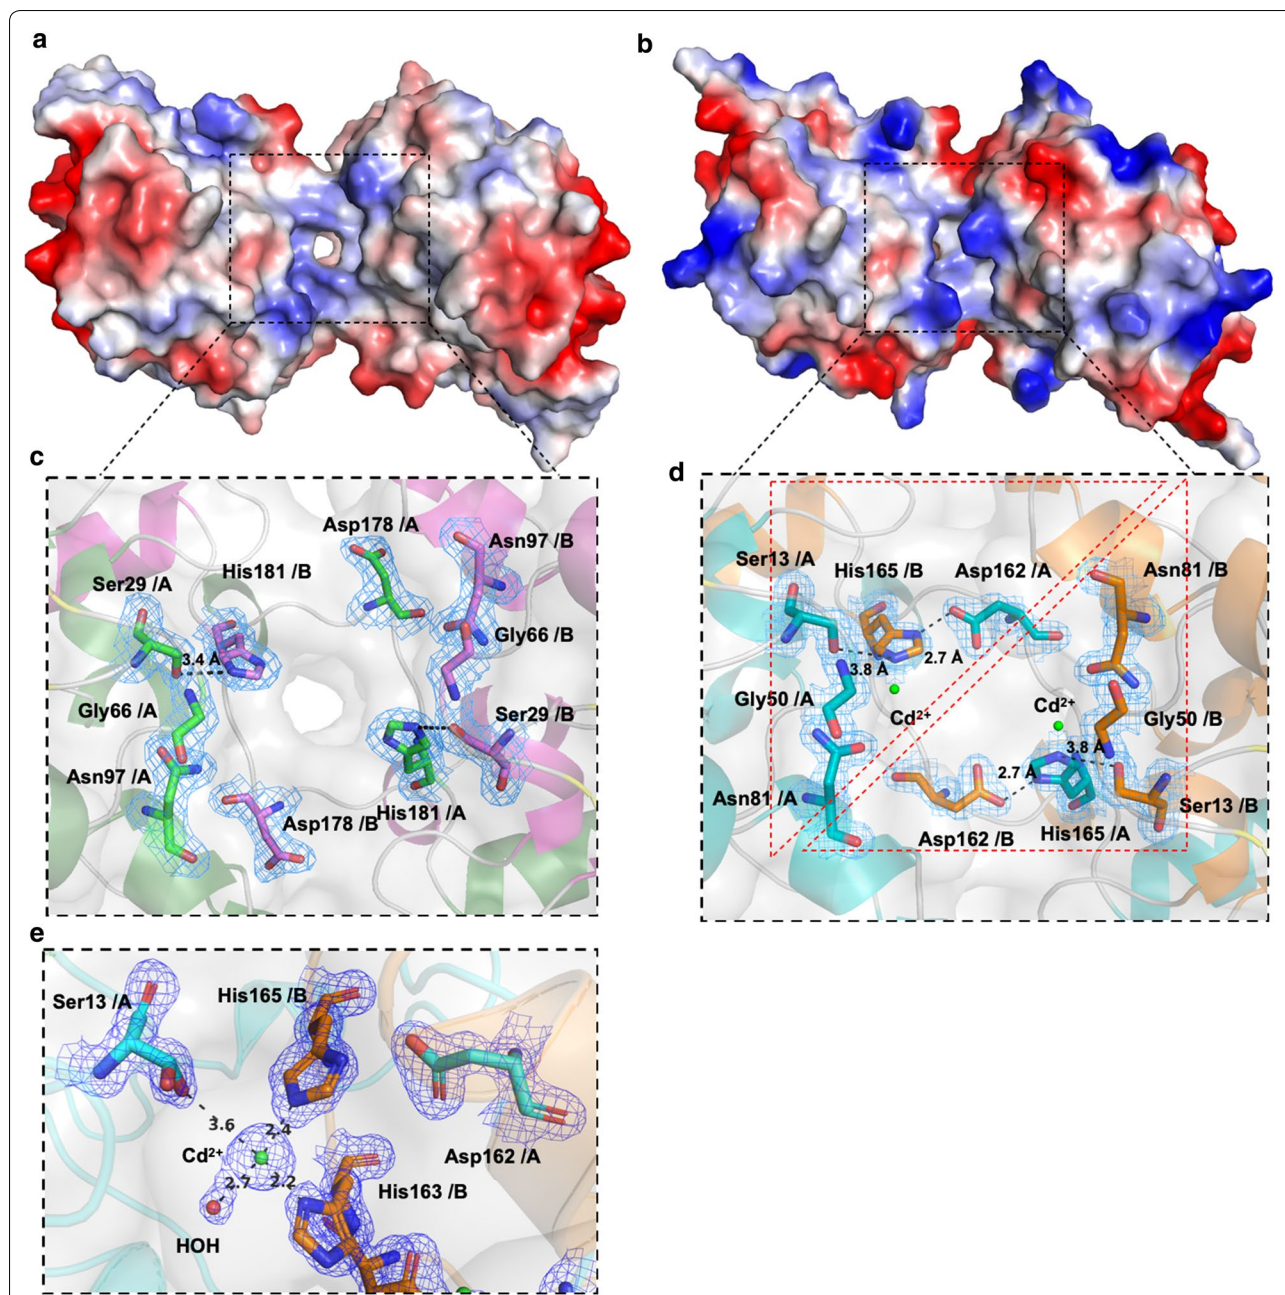 a
b
c
Asp178 /A
Asn97 /B
Ser29 /A
His181 /B
Gly66 /B
3.4 A
Gly66 /A
Ser29 /B
Asn97 /A
His181 /A
Asp178 /B
d
Ser13 /A
His165 /B
Asp162 /A
Asn81 /B
3.8 A
2.7 A
Gly50 /A
Cd2+
Cd2+
Gly50 /B
3.8 A
2.7 A
Asn81 /A
Ser13 /B
Asp162 /B
His165 /A
e
Ser13 /A
His165 /B
3.6
2.4
Cd2+
Asp162 /A
2.7
2.2
His163 /B
HOH